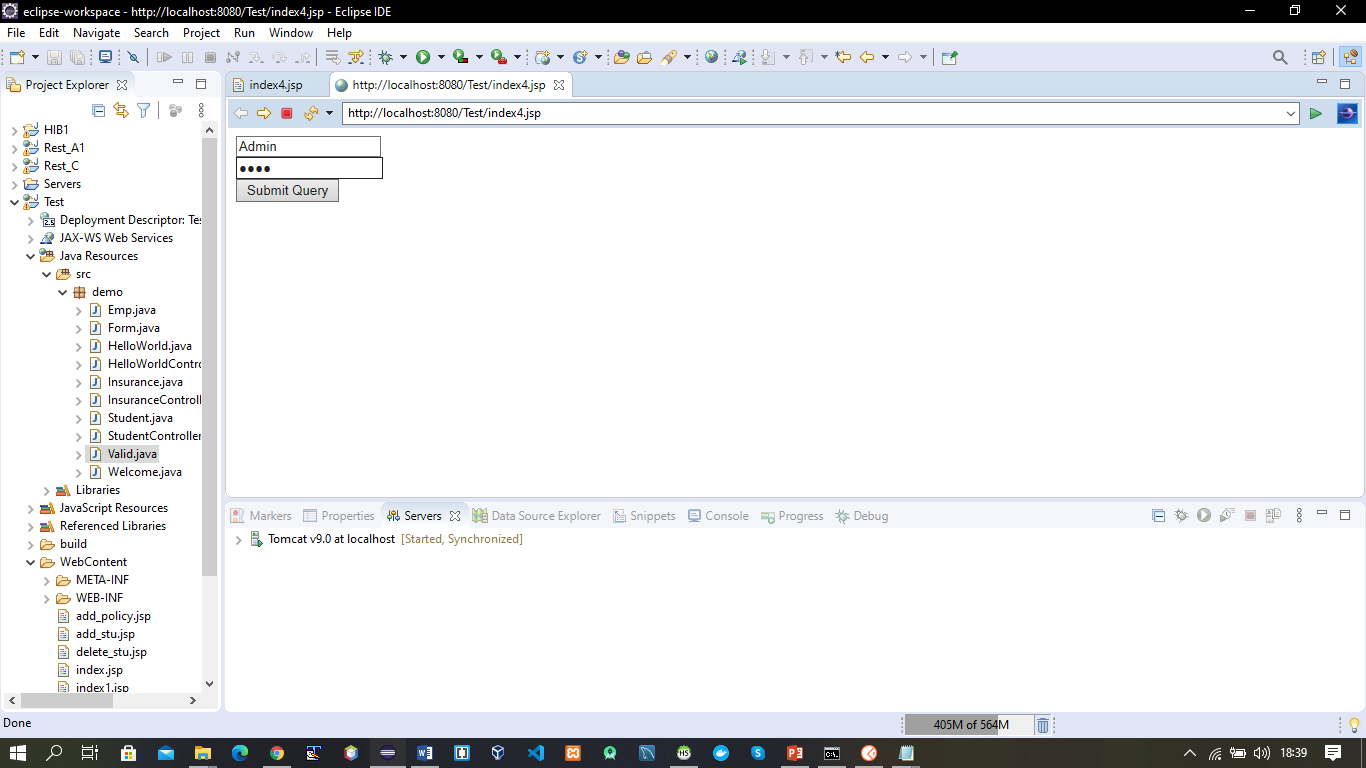 eclipse-workspace - http://localhost:8080/Test/index4.jsp - Eclipse IDE
File Edit Navigate Search Project Run Window Help
Project Explorer
index4.jsp
http://localhost:8080/Test/index4.jsp
http://localhost:8080/Test/index4.jsp
HIB1
Rest_A1
Rest_C
Servers
Test
Deployment Descriptor: Tes
JAX-WS Web Services
Java Resources
src
demo
Emp.java
Form.java
HelloWorld.java
HelloWorldContro
Insurance.java
InsuranceControll
Student.java
StudentController
Valid.java
Welcome.java
Libraries
JavaScript Resources
Referenced Libraries
build
WebContent
META-INF
WEB-INF
add_policy.jsp
add_stu.jsp
delete_stu.jsp
index.jsp
index1.jsp
Admin
●●●●
Submit Query
Markers Properties Servers Data Source Explorer Snippets Console Progress Debug
Tomcat v9.0 at localhost [Started, Synchronized]
Done
405M of 564M
18:39